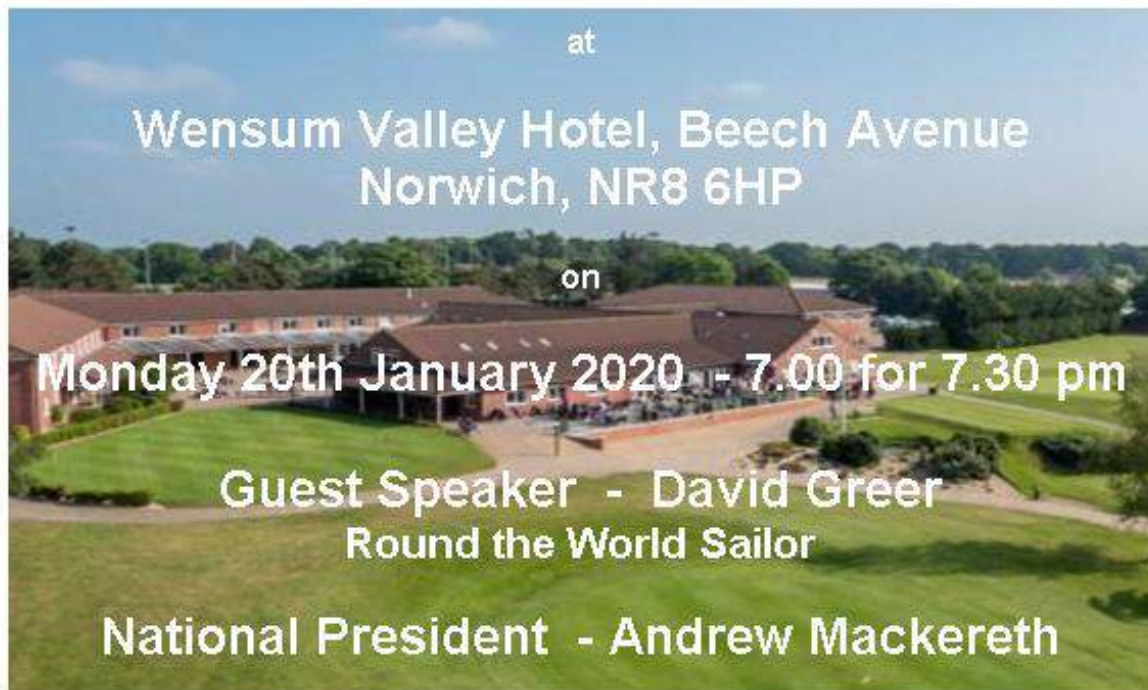 at
Wensum Valley Hotel, Beech Avenue
Norwich, NR8 6HP
on
Monday 20th January 2020 - 7.00 for 7.30 pm
Guest Speaker - David Greer
Round the World Sailor
National President - Andrew Mackereth